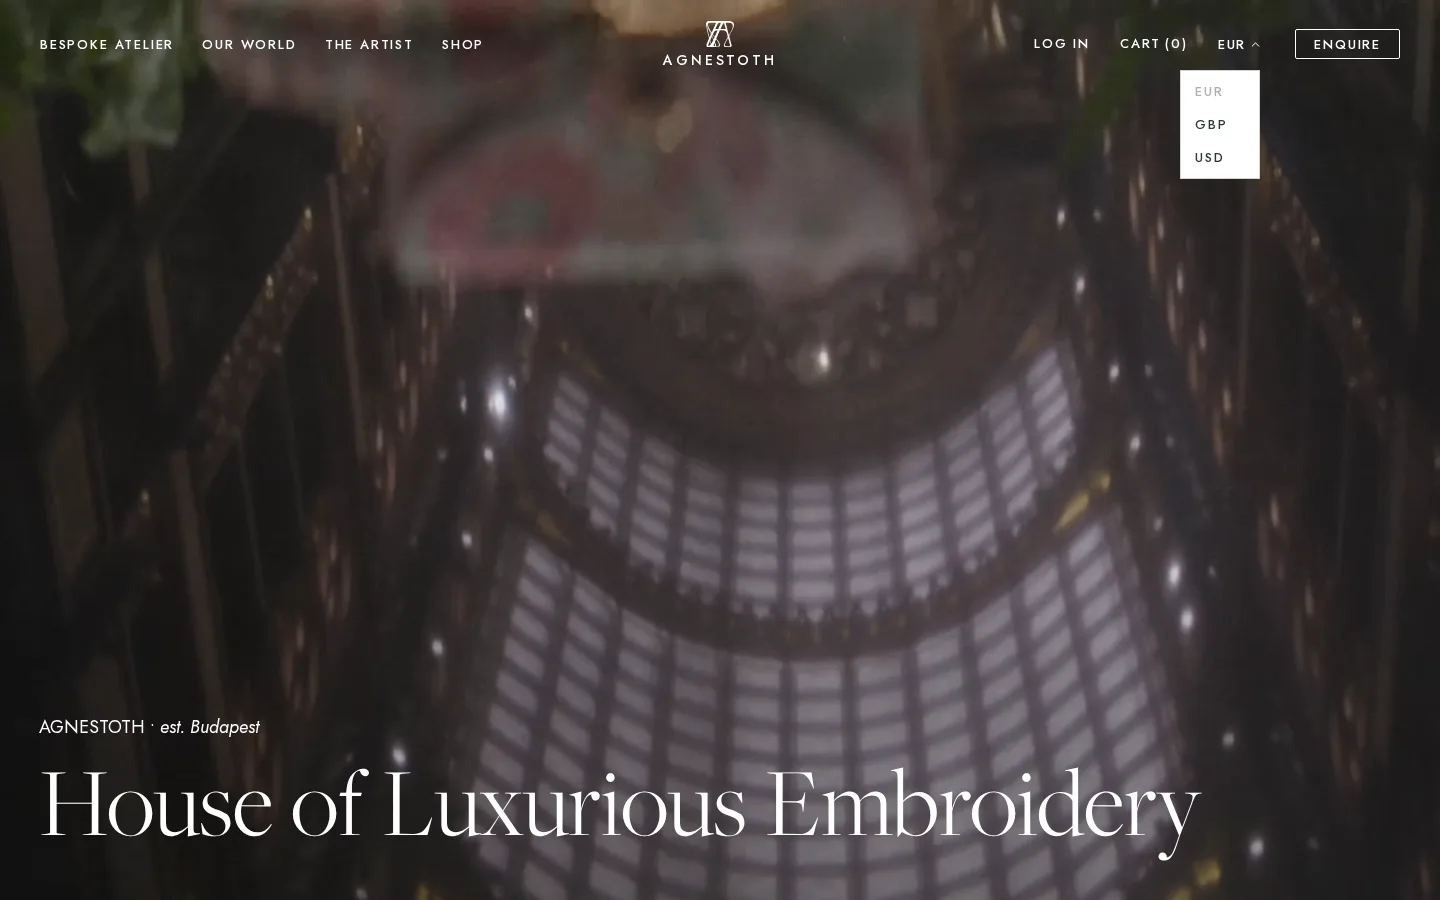 BESPOKE ATELIER
OUR WORLD
THE ARTIST
SHOP
AGNESTOTH
LOG IN
CART (0)
EUR
ENQUIRE
EUR
GBP
USD
AGNESTOTH · est. Budapest
House of Luxurious Embroidery